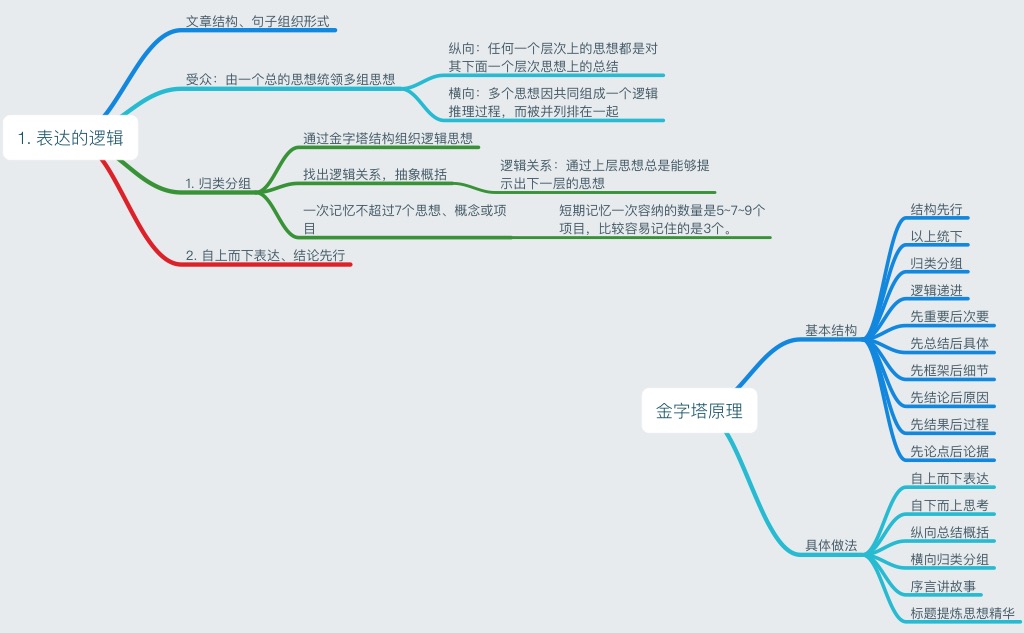 1. 表达的逻辑
文章结构、句子组织形式
受众：由一个总的思想统领多组思想
纵向：任何一个层次上的思想都是对
其下面一个层次思想上的总结
横向：多个思想因共同组成一个逻辑
推理过程，而被并列排在一起
1. 归类分组
通过金字塔结构组织逻辑思想
找出逻辑关系，抽象概括
逻辑关系：通过上层思想总是能够提
示出下一层的思想
一次记忆不超过7个思想、概念或项
目
短期记忆一次容纳的数量是5~7~9个
项目，比较容易记住的是3个。
2. 自上而下表达、结论先行
金字塔原理
基本结构
结构先行
以上统下
归类分组
逻辑递进
先重要后次要
先总结后具体
先框架后细节
先结论后原因
先结果后过程
先论点后论据
具体做法
自上而下表达
自下而上思考
纵向总结概括
横向归类分组
序言讲故事
标题提炼思想精华